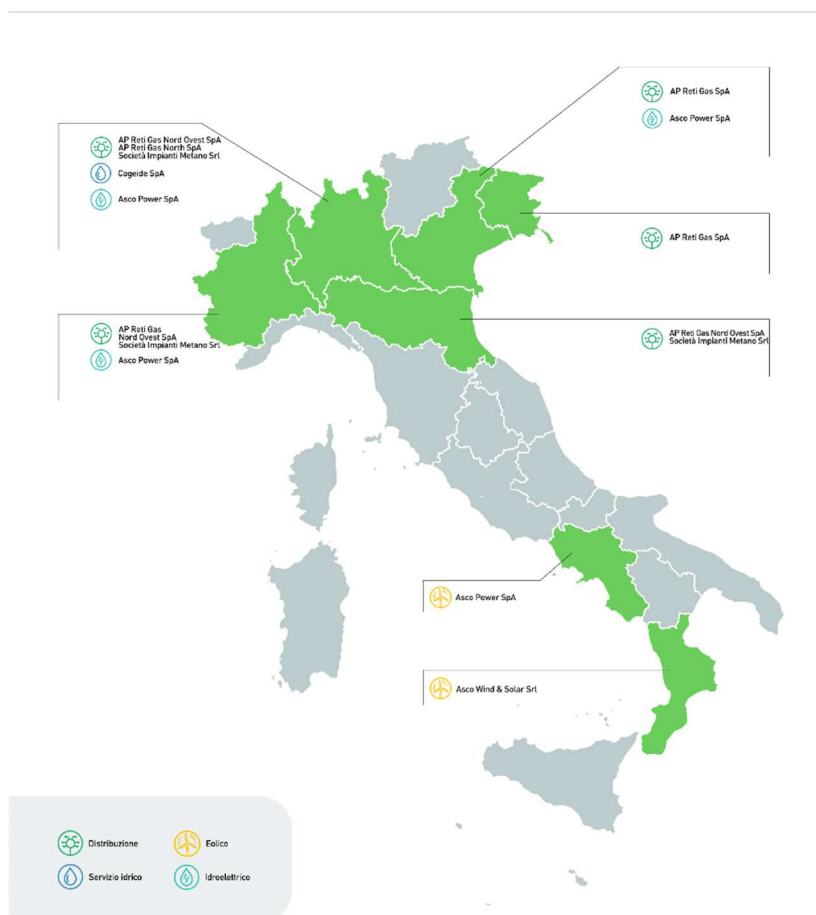 AP Reti Gas SpA
Asco Power SpA
AP Reti Gas Nord Ovest SpA
AP Reti Gas North SpA
Società Impianti Metano Srl
Cogeide SpA
Asco Power SpA
AP Reti Gas SpA
AP Reti Gas
Nord Ovest SpA
Società Impianti Metano Srl
Asco Power SpA
AP Reti Gas Nord Ovest SpA
Società Impianti Metano Srl
Asco Power SpA
Asco Wind & Solar Srl
Distribuzione
Eolico
Servizio idrico
Idroelettrico